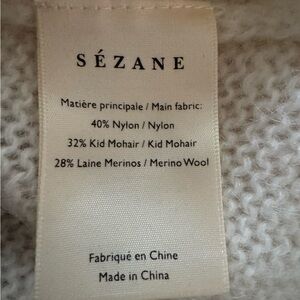 SÉZANE
Matière principale / Main fabric:
40% Nylon / Nylon
32% Kid Mohair / Kid Mohair
28% Laine Merinos / Merino Wool
Fabriqué en Chine
Made in China